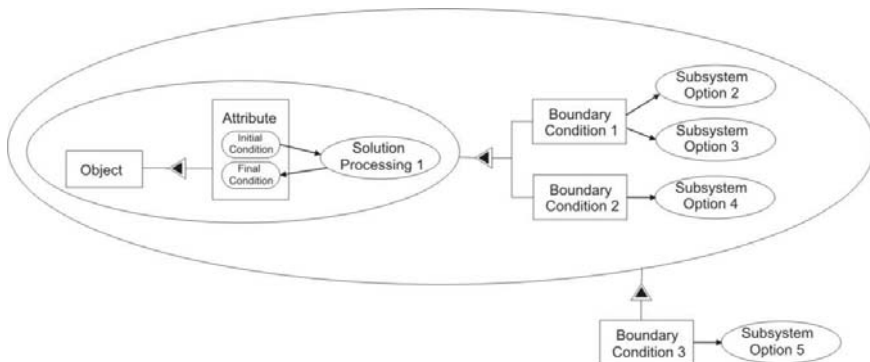 Object
Attribute
Initial
Condition
Final
Condition
Solution
Processing 1
Boundary
Condition 1
Subsystem
Option 2
Subsystem
Option 3
Boundary
Condition 2
Subsystem
Option 4
Boundary
Condition 3
Subsystem
Option 5